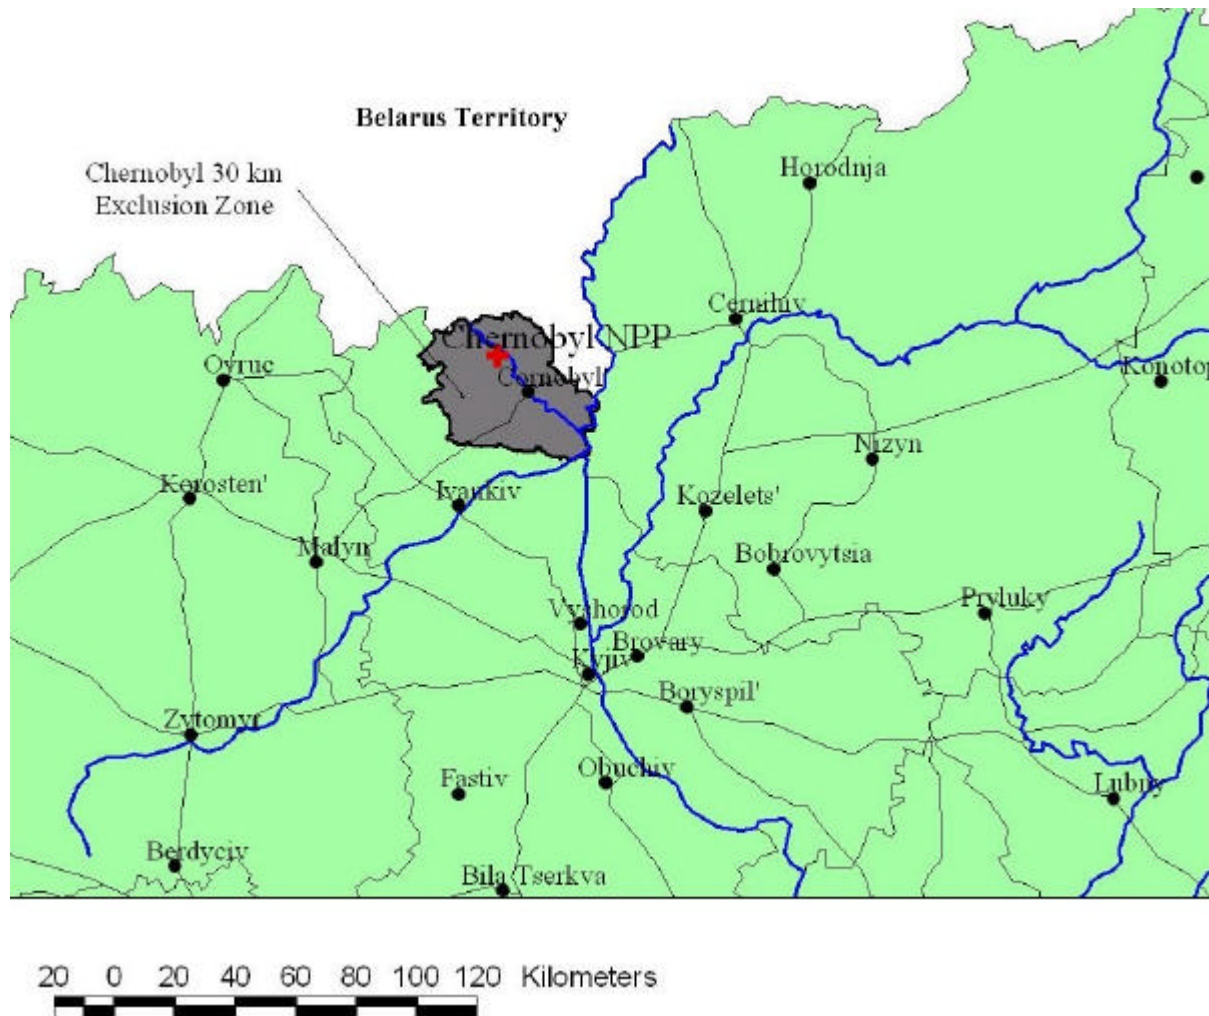 Belarus Territory
Horodnja
Chernobyl 30 km
Exclusion Zone
Cernihiv
Chernobyl NPP
Ovruc
Cornobyl
Konotop
Nizyn
Korosten'
Ivaukiv
Kozelets'
Malyn
Bobrovytsia
Vyshorod
Pryluky
Brovary
Kyjiv
Boryspil'
Zytomyr
Fastiv
Obuchiv
Lubny
Berdyciv
Bila Tserkva
20 0 20 40 60 80 100 120 Kilometers